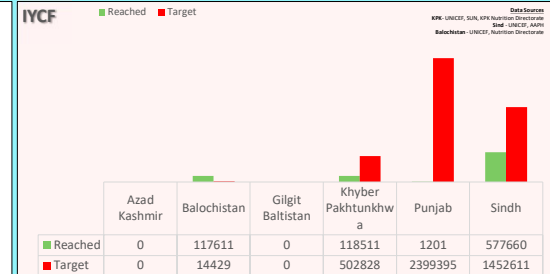 IYCF
Reached Target
Data Sources
KPK- UNICEF, SUN, KPK Nutrition Directorate
Sind - UNICEF, AAPH
Balochistan - UNICEF, Nutrition Directorate
Azad Kashmir Balochistan Gilgit Baltistan Khyber Pakhtunkhw a Punjab Sindh
Reached 0 117611 0 118511 1201 577660
Target 0 14429 0 502828 2399395 1452611